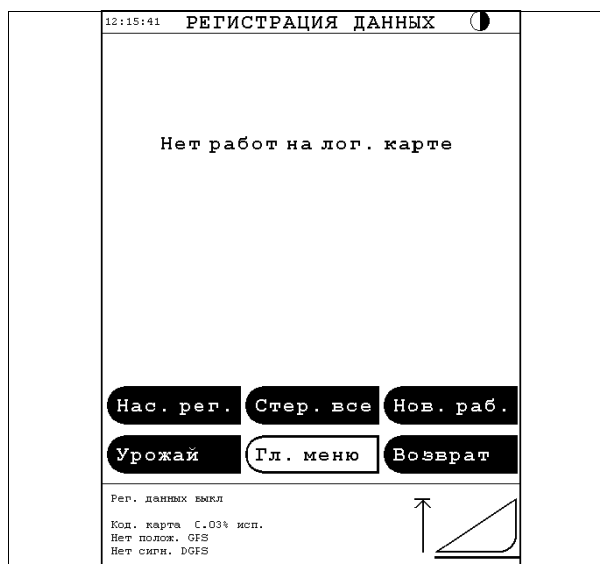 12:15:41 РЕГИСТРАЦИЯ ДАННЫХ
Нет работ на лог. карте
Нас. рег. Стер. все Нов. раб.
Урожай Гл. меню Возврат
Рег. данных выкл
Код. карта 0.03% исп.
Нет полож. GPS
Нет сигн. DGPS